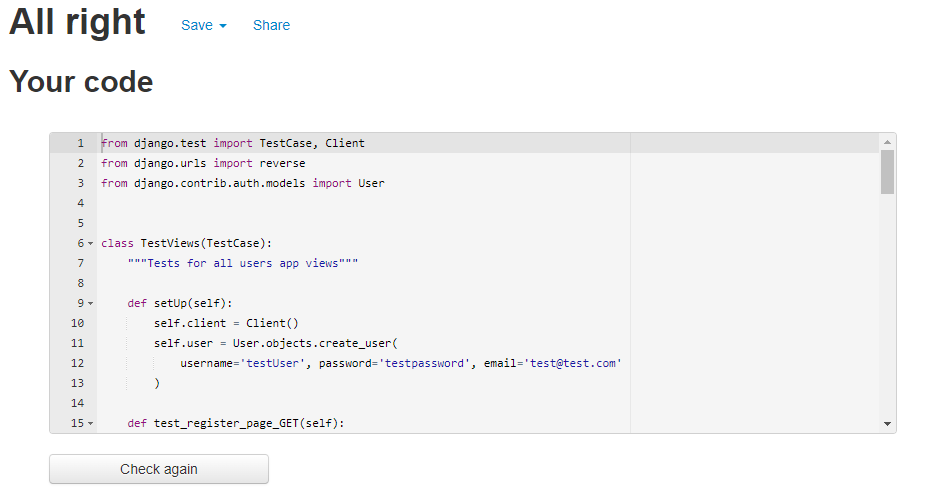 All right Save Share
Your code
1 from django.test import TestCase, Client
2 from django.urls import reverse
3 from django.contrib.auth.models import User
4
5
6 class TestViews(TestCase):
7     """Tests for all users app views"""
8
9     def setUp(self):
10         self.client = Client()
11         self.user = User.objects.create_user(
12             username='testUser', password='testpassword', email='test@test.com'
13         )
14
15     def test_register_page_GET(self):
Check again